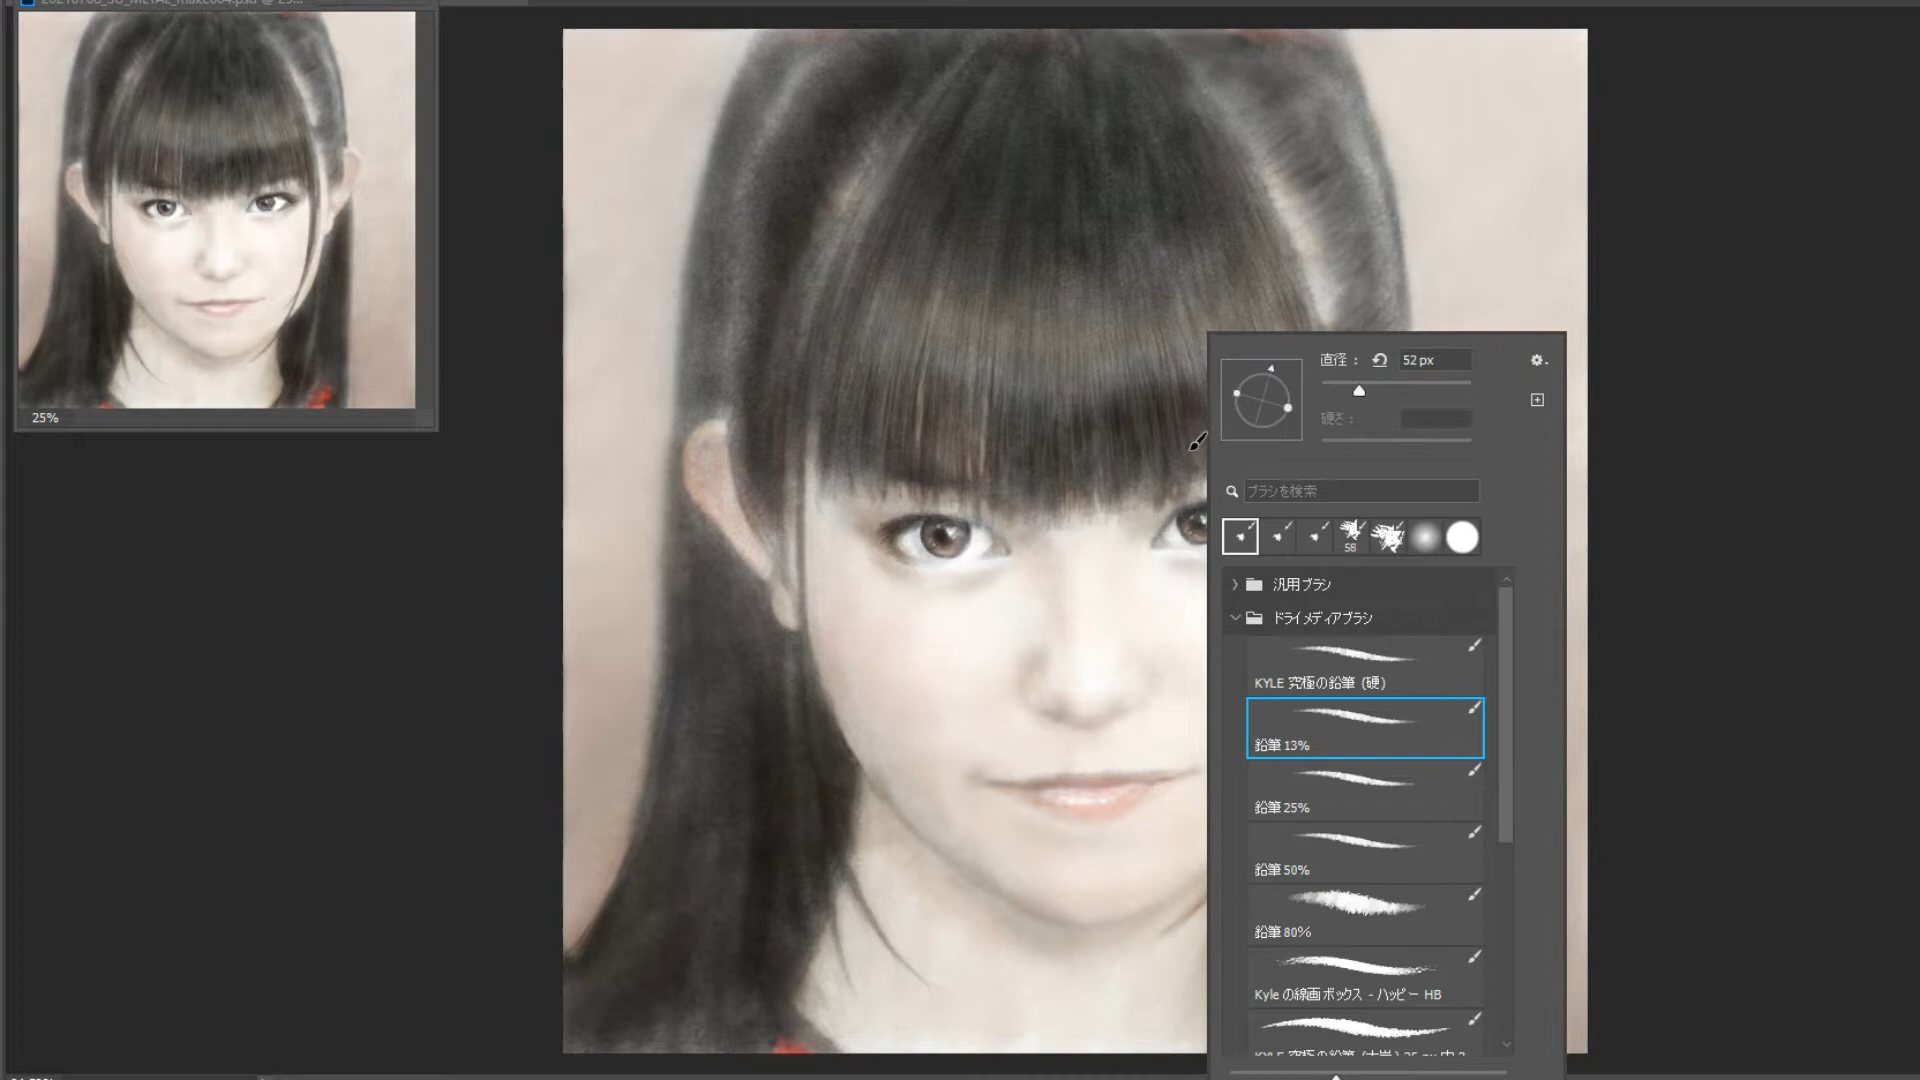 25%
直径 :
52 px
硬さ :
ブラシを検索
58
汎用ブラシ
ドライメディアブラシ
KYLE 究極の鉛筆 (硬)
鉛筆 13%
鉛筆 25%
鉛筆 50%
鉛筆 80%
Kyle の線画ボックス - ハッピー HB